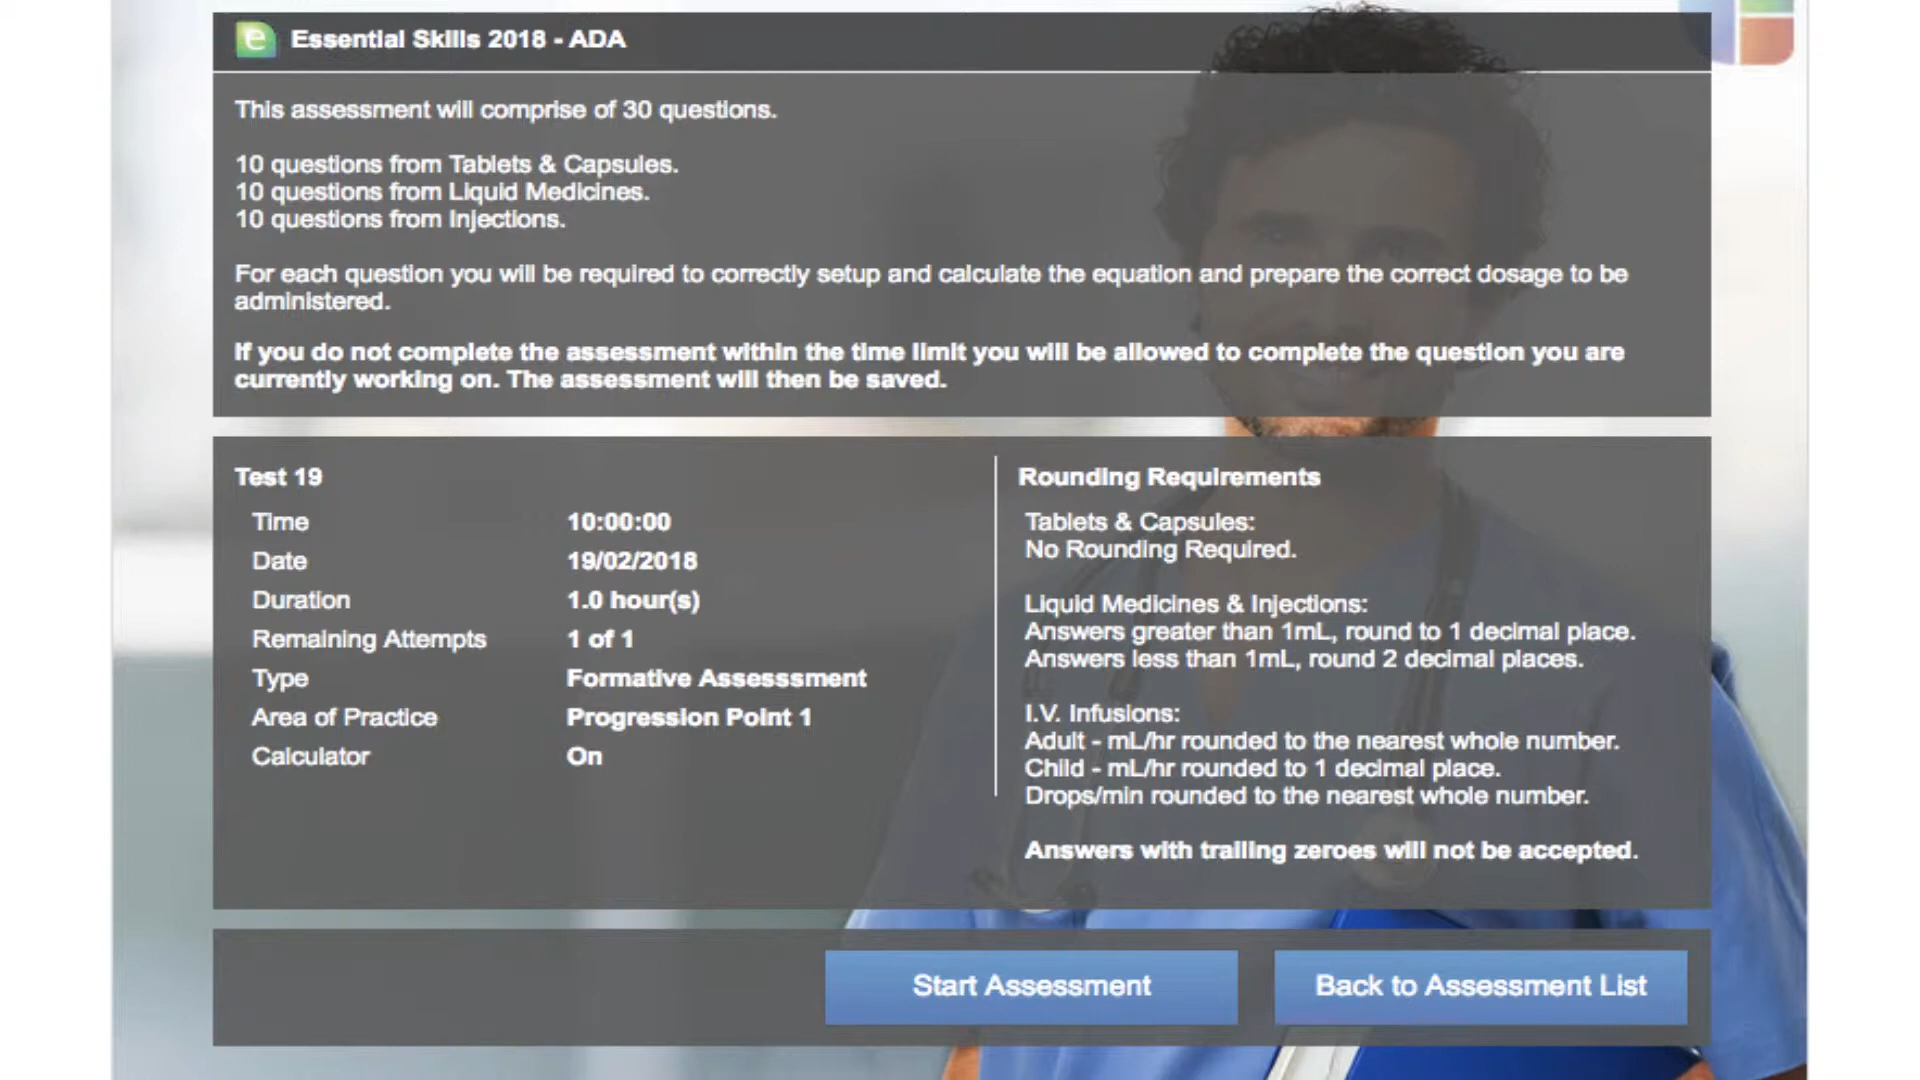 Essential Skills 2018 - ADA
This assessment will comprise of 30 questions.
10 questions from Tablets & Capsules.
10 questions from Liquid Medicines.
10 questions from Injections.
For each question you will be required to correctly setup and calculate the equation and prepare the correct dosage to be
administered.
If you do not complete the assessment within the time limit you will be allowed to complete the question you are
currently working on. The assessment will then be saved.
Test 19
Time 10:00:00
Date 19/02/2018
Duration 1.0 hour(s)
Remaining Attempts 1 of 1
Type Formative Assesssment
Area of Practice Progression Point 1
Calculator On
Rounding Requirements
Tablets & Capsules:
No Rounding Required.
Liquid Medicines & Injections:
Answers greater than 1mL, round to 1 decimal place.
Answers less than 1mL, round 2 decimal places.
I.V. Infusions:
Adult - mL/hr rounded to the nearest whole number.
Child - mL/hr rounded to 1 decimal place.
Drops/min rounded to the nearest whole number.
Answers with trailing zeroes will not be accepted.
Start Assessment
Back to Assessment List